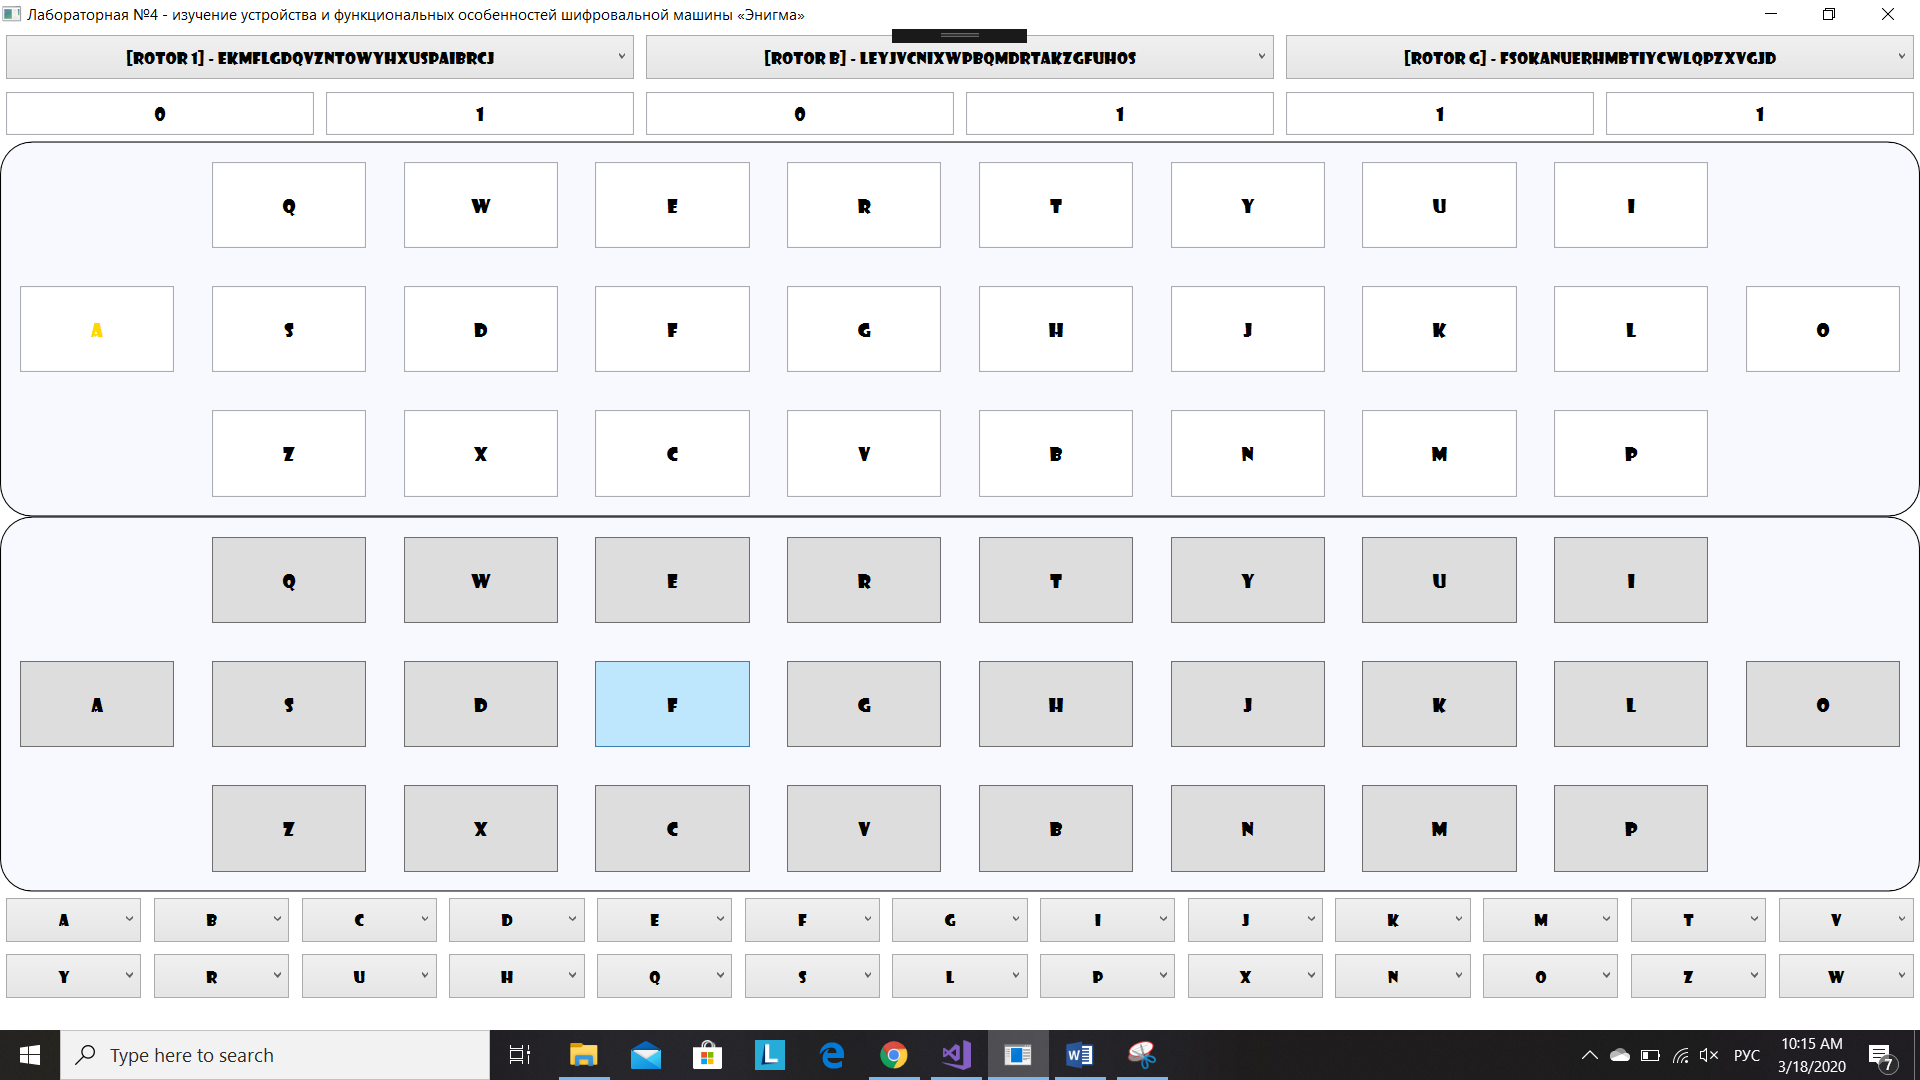 Лабораторная №4 - изучение устройства и функциональных особенностей шифровальной машины «Энигма»
[ROTOR 1] - EKMFLGDQVZNTOWYHXUSPAIBRCJ [ROTOR B] - LEYJVCNIXWPBQMDRTAKZGFUHOS [ROTOR G] - FSOKANUERHMBTIYCWLQPZXVGJD
0 1 0 1 1 1
Q W E R T Y U I
A S D F G H J K L O
Z X C V B N M P
Q W E R T Y U I
A S D F G H J K L O
Z X C V B N M P
A B C D E F G I J K M T V
Y R U H Q S L P X N O Z W
Type here to search
РУС
10:15 AM
3/18/2020
7